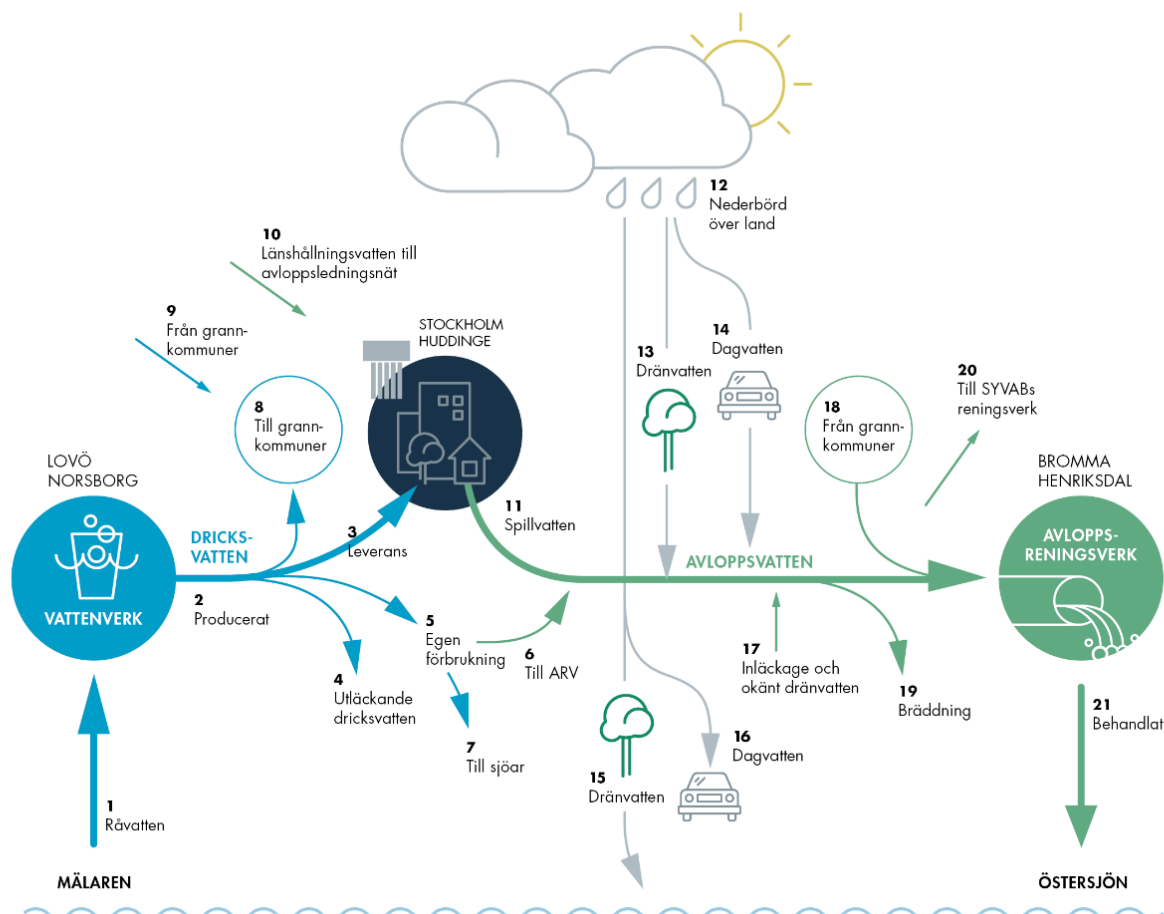 12
Nederbörd
över land
10
Länshållningsvatten till
avloppsledningsnät
9
Från grann-
kommuner
STOCKHOLM
HUDDINGE
8
Till grann-
kommuner
13
Dränvatten
14
Dagvatten
18
Från grann-
kommuner
20
Till SYVABs
reningsverk
LOVÖ
NORSBORG
BROMMA
HENRIKSDAL
DRICKS-
VATTEN
3
Leverans
11
Spillvatten
AVLOPPSVATTEN
AVLOPPS-
RENINGSVERK
VATTENVERK
2
Producerat
5
Egen
förbrukning
6
Till ARV
17
Inläckage och
okänt dränvatten
4
Utläckande
dricksvatten
19
Bräddning
21
Behandlat
7
Till sjöar
16
Dagvatten
15
Dränvatten
1
Råvatten
MÄLAREN
ÖSTERSJÖN